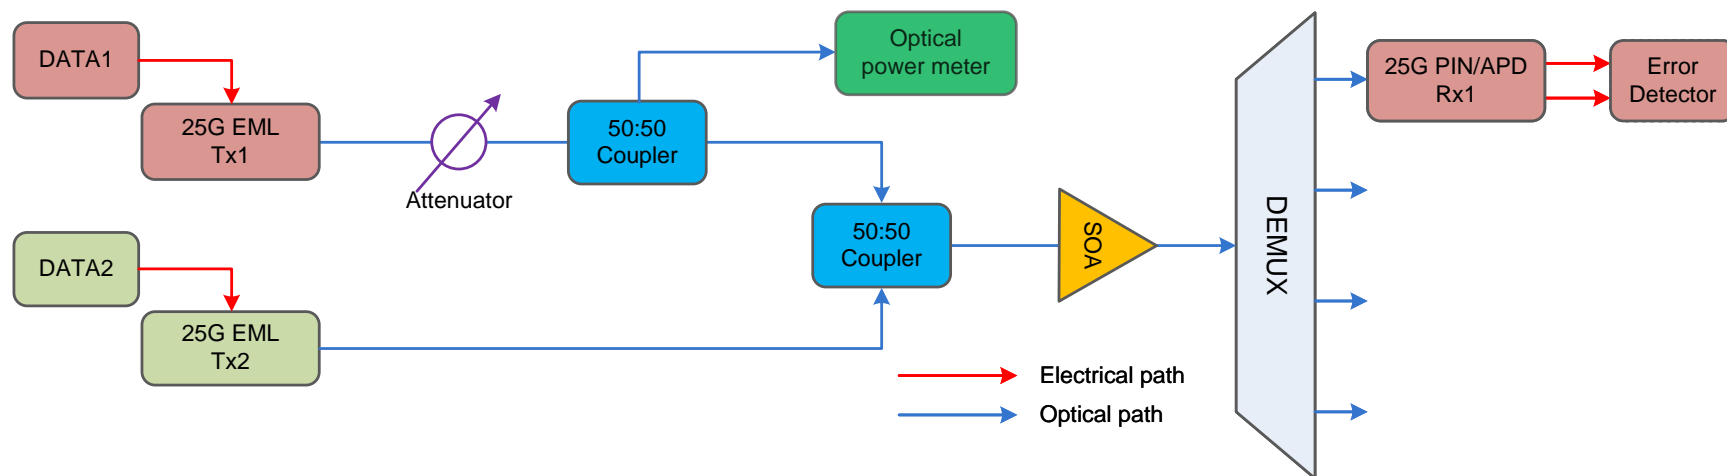 DATA1
25G EML
Tx1
Attenuator
50:50
Coupler
Optical
power meter
DATA2
25G EML
Tx2
50:50
Coupler
SOA
DEMUX
25G PIN/APD
Rx1
Error
Detector
Electrical path
Optical path